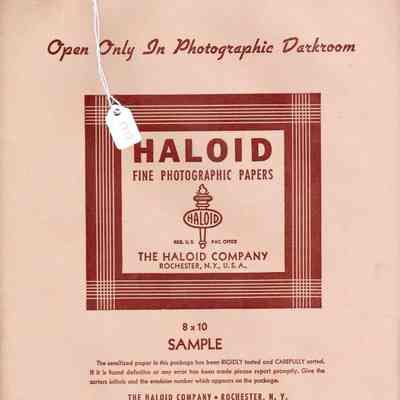 Open Only In Photographic Darkroom
HALOID
FINE PHOTOGRAPHIC PAPERS
HALOID
REG. U.S. PAT. OFFICE
THE HALOID COMPANY
ROCHESTER, N.Y., U.S.A.,
8 x 10
SAMPLE
The sensitized paper in this package has been RIGIDLY tested and CAREFULLY sorted.
If it is found defective or any error has been made please report promptly. Give the
sorters initials and the emulsion number which appears on the package.
THE HALOID COMPANY • ROCHESTER, N. Y.